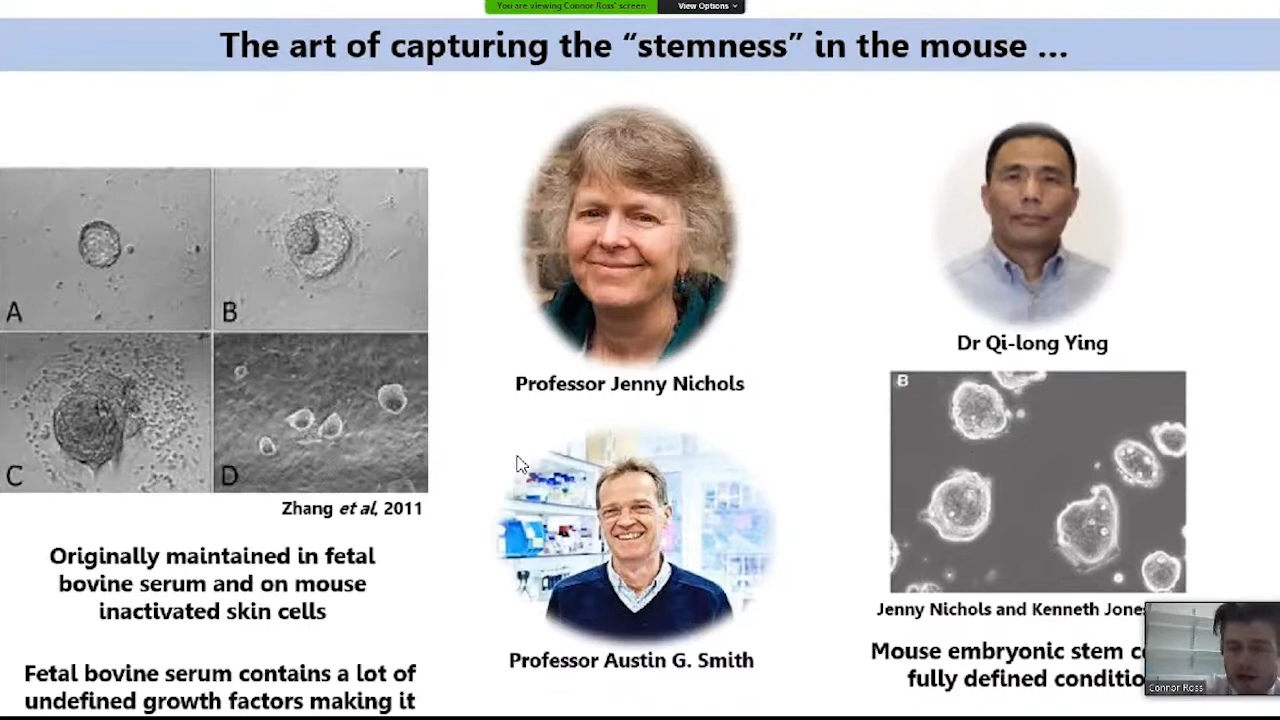 You are viewing Connor Ross' screen
View Options
The art of capturing the “stemness” in the mouse ...
A
B
C
D
Zhang et al, 2011
Originally maintained in fetal
bovine serum and on mouse
inactivated skin cells
Fetal bovine serum contains a lot of
undefined growth factors making it
Professor Jenny Nichols
Professor Austin G. Smith
Dr Qi-long Ying
B
Jenny Nichols and Kenneth Jones
Mouse embryonic stem
fully defined
Connor Ross